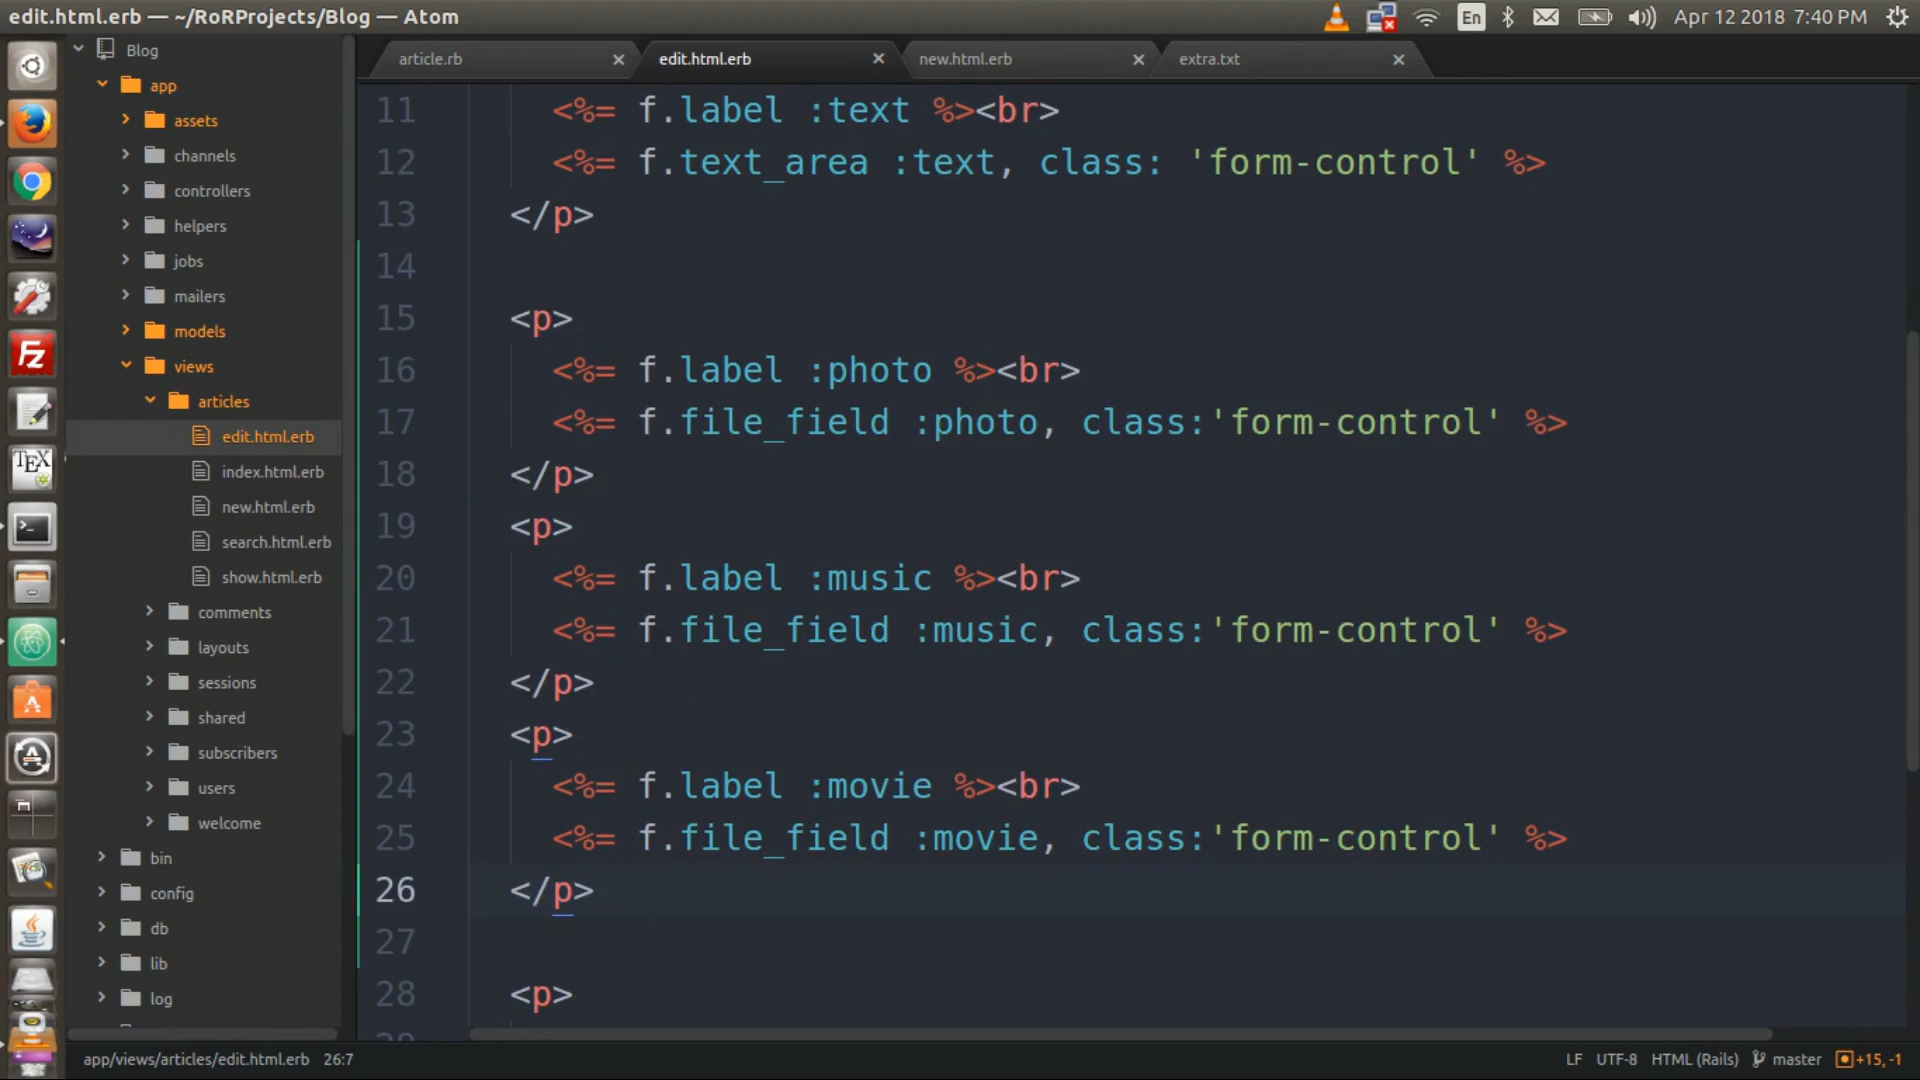 edit.html.erb — ~/RoRProjects/Blog — Atom
En
Apr 12 2018 7:40 PM
Blog
app
assets
channels
controllers
helpers
jobs
mailers
models
views
articles
edit.html.erb
index.html.erb
new.html.erb
search.html.erb
show.html.erb
comments
layouts
sessions
shared
subscribers
users
welcome
bin
config
db
lib
log
Fz
TEX
article.rb
edit.html.erb
new.html.erb
extra.txt
11 <%= f.label :text %><br>
12 <%= f.text_area :text, class: 'form-control' %>
13 </p>
14
15 <p>
16 <%= f.label :photo %><br>
17 <%= f.file_field :photo, class:'form-control' %>
18 </p>
19 <p>
20 <%= f.label :music %><br>
21 <%= f.file_field :music, class:'form-control' %>
22 </p>
23 <p>
24 <%= f.label :movie %><br>
25 <%= f.file_field :movie, class:'form-control' %>
26 </p>
27
28 <p>
app/views/articles/edit.html.erb 26:7
LF UTF-8 HTML (Rails) master +15, -1